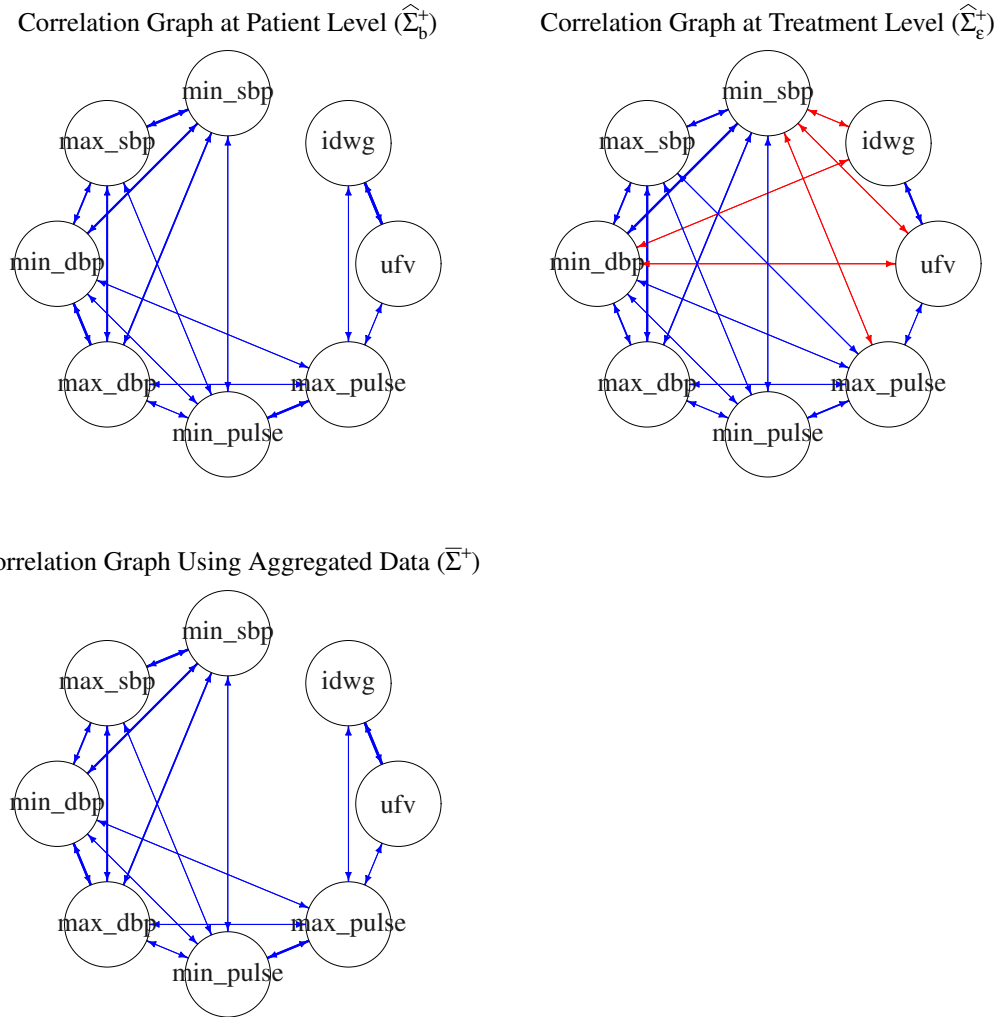 Correlation Graph at Patient Level (Σ̂⁺_b)
min_sbp
max_sbp
idwg
min_dbp
ufv
max_dbp
max_pulse
min_pulse
Correlation Graph at Treatment Level (Σ̂⁺_ε)
min_sbp
max_sbp
idwg
min_dbp
ufv
max_dbp
max_pulse
min_pulse
orrelation Graph Using Aggregated Data (Σ̅⁺)
min_sbp
max_sbp
idwg
min_dbp
ufv
max_dbp
max_pulse
min_pulse